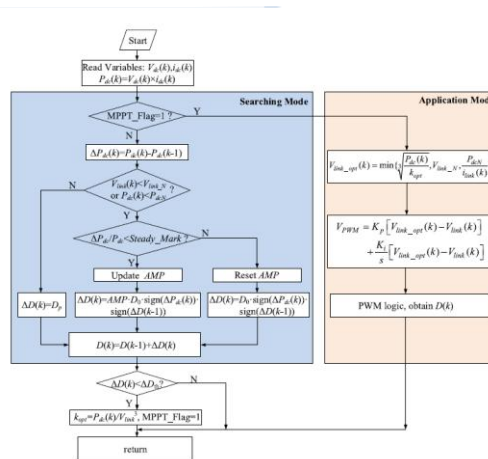 Start
Read Variables: V_dc(k),i_dc(k)
P_dc(k)=V_dc(k)×i_dc(k)
Searching Mode
Application Mode
MPPT_Flag=1 ?
Y
N
ΔP_dc(k)=P_dc(k)-P_dc(k-1)
V_link_opt(k)=min{∛(P_dc(k)/k_opt),V_link_N,P_dcN/i_link(k)}
N
V_link(k)<V_link_N
or P_dc(k)<P_dcN
?
Y
ΔP_dc/P_dc<Steady_Mark ?
N
Y
V_PWM=K_p[V_link_opt(k)-V_link(k)]
+K_i/s[V_link_opt(k)-V_link(k)]
Update AMP
Reset AMP
ΔD(k)=D_p
ΔD(k)=AMP·D_0·sign(ΔP_dc(k))·
sign(ΔD(k-1))
ΔD(k)=D_0·sign(ΔP_dc(k))·
sign(ΔD(k-1))
PWM logic, obtain D(k)
D(k)=D(k-1)+ΔD(k)
ΔD(k)<ΔD_th?
N
Y
k_opt=P_dc(k)/V_link³, MPPT_Flag=1
return